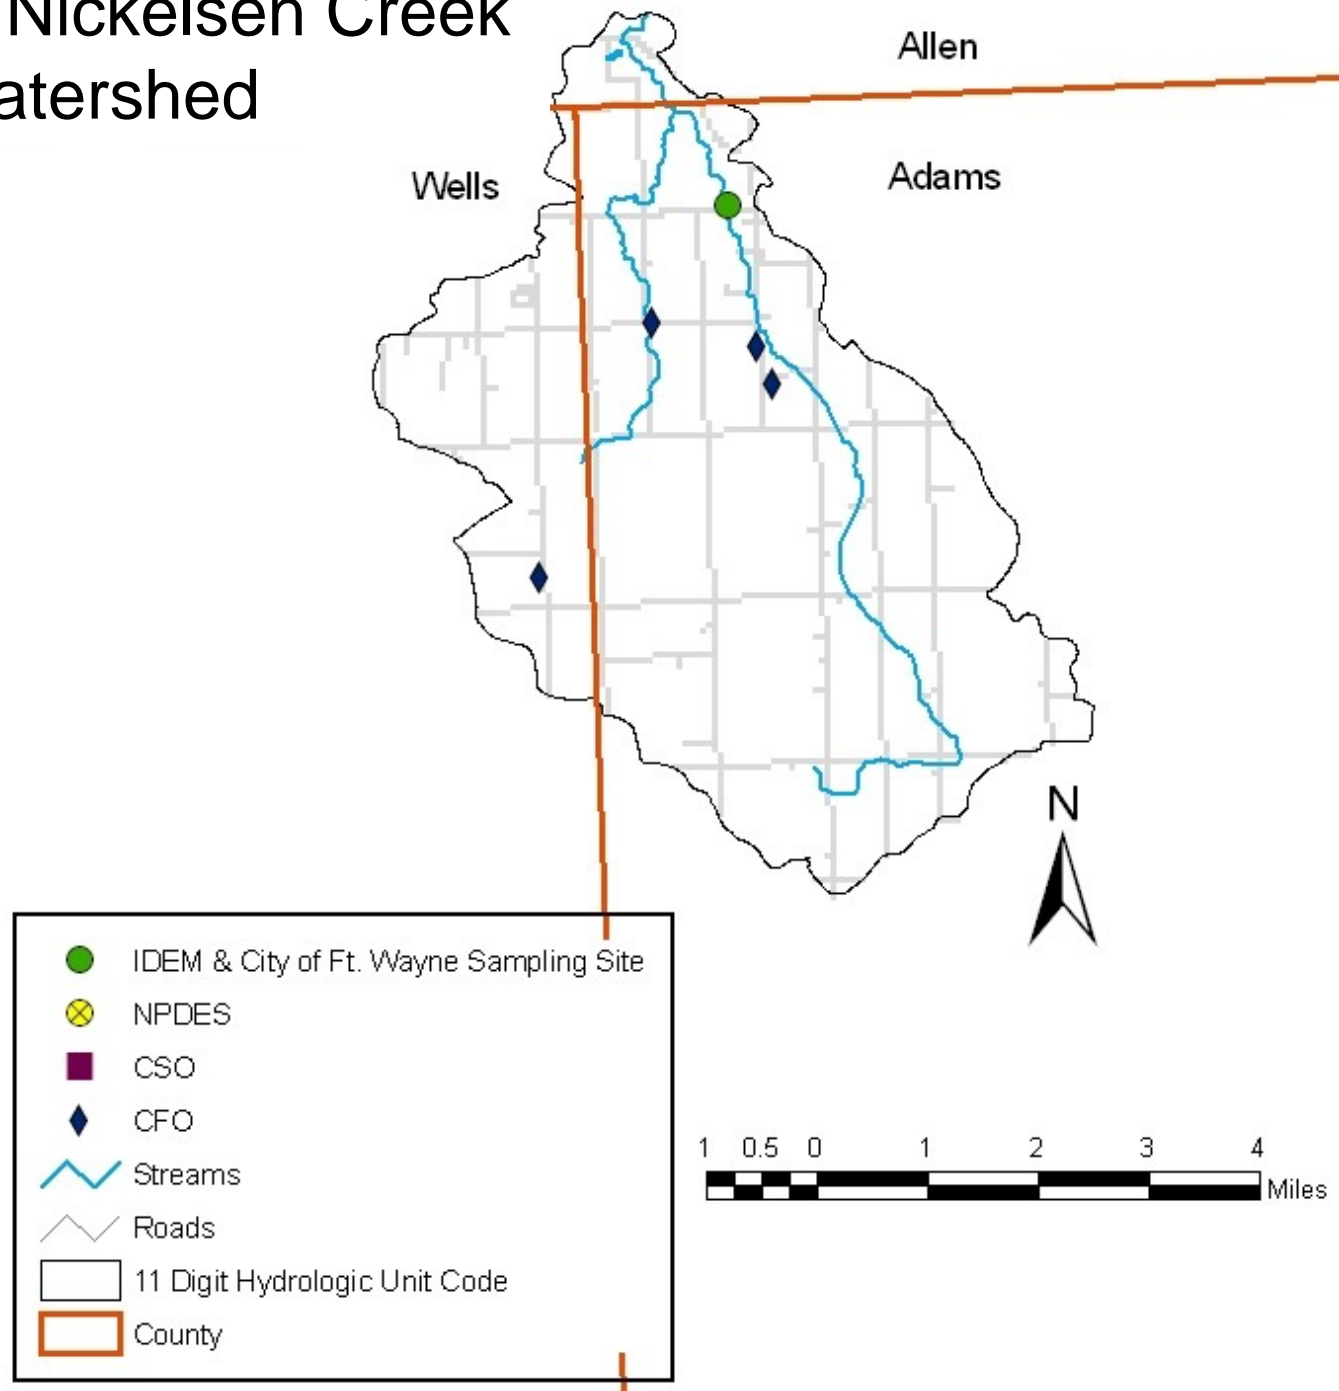 Nickelsen Creek
atershed
Allen
Wells
Adams
N
IDEM & City of Ft. Wayne Sampling Site
NPDES
CSO
CFO
Streams
Roads
11 Digit Hydrologic Unit Code
County
1 0.5 0 1 2 3 4
Miles